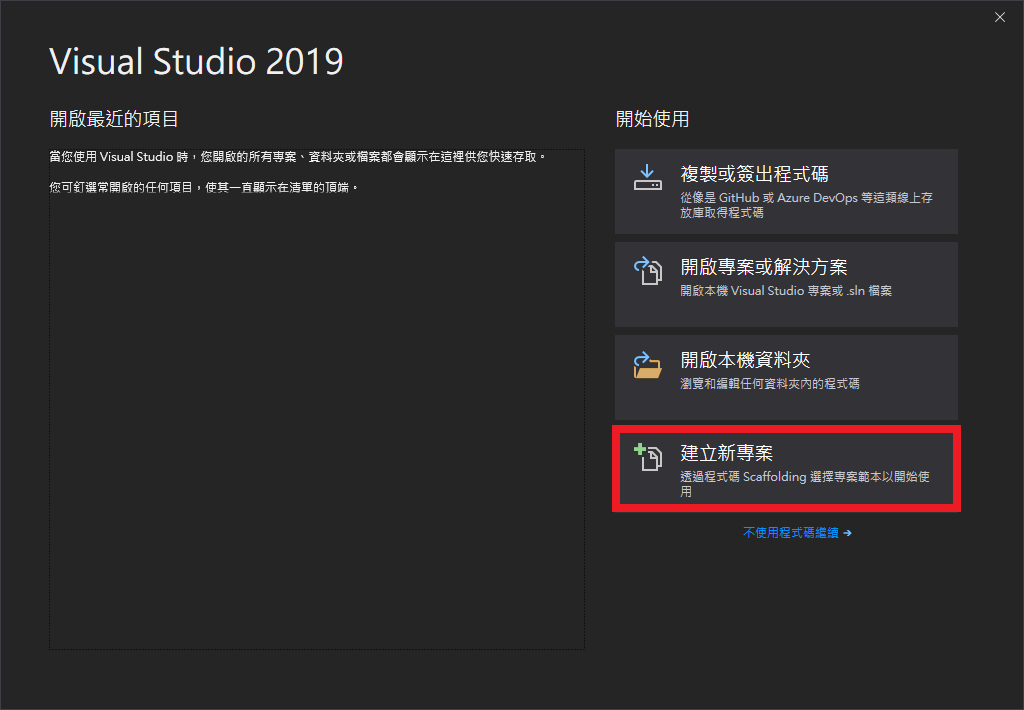 Visual Studio 2019
開啟最近的項目
當您使用 Visual Studio 時，您開啟的所有專案、資料夾或檔案都會顯示在這裡供您快速存取。
您可釘選常開啟的任何項目，使其一直顯示在清單的頂端。
開始使用
複製或簽出程式碼
從像是 GitHub 或 Azure DevOps 等這類線上存
放庫取得程式碼
開啟專案或解決方案
開啟本機 Visual Studio 專案或 .sln 檔案
開啟本機資料夾
瀏覽和編輯任何資料夾內的程式碼
建立新專案
透過程式碼 Scaffolding 選擇專案範本以開始使
用
不使用程式碼繼續 →